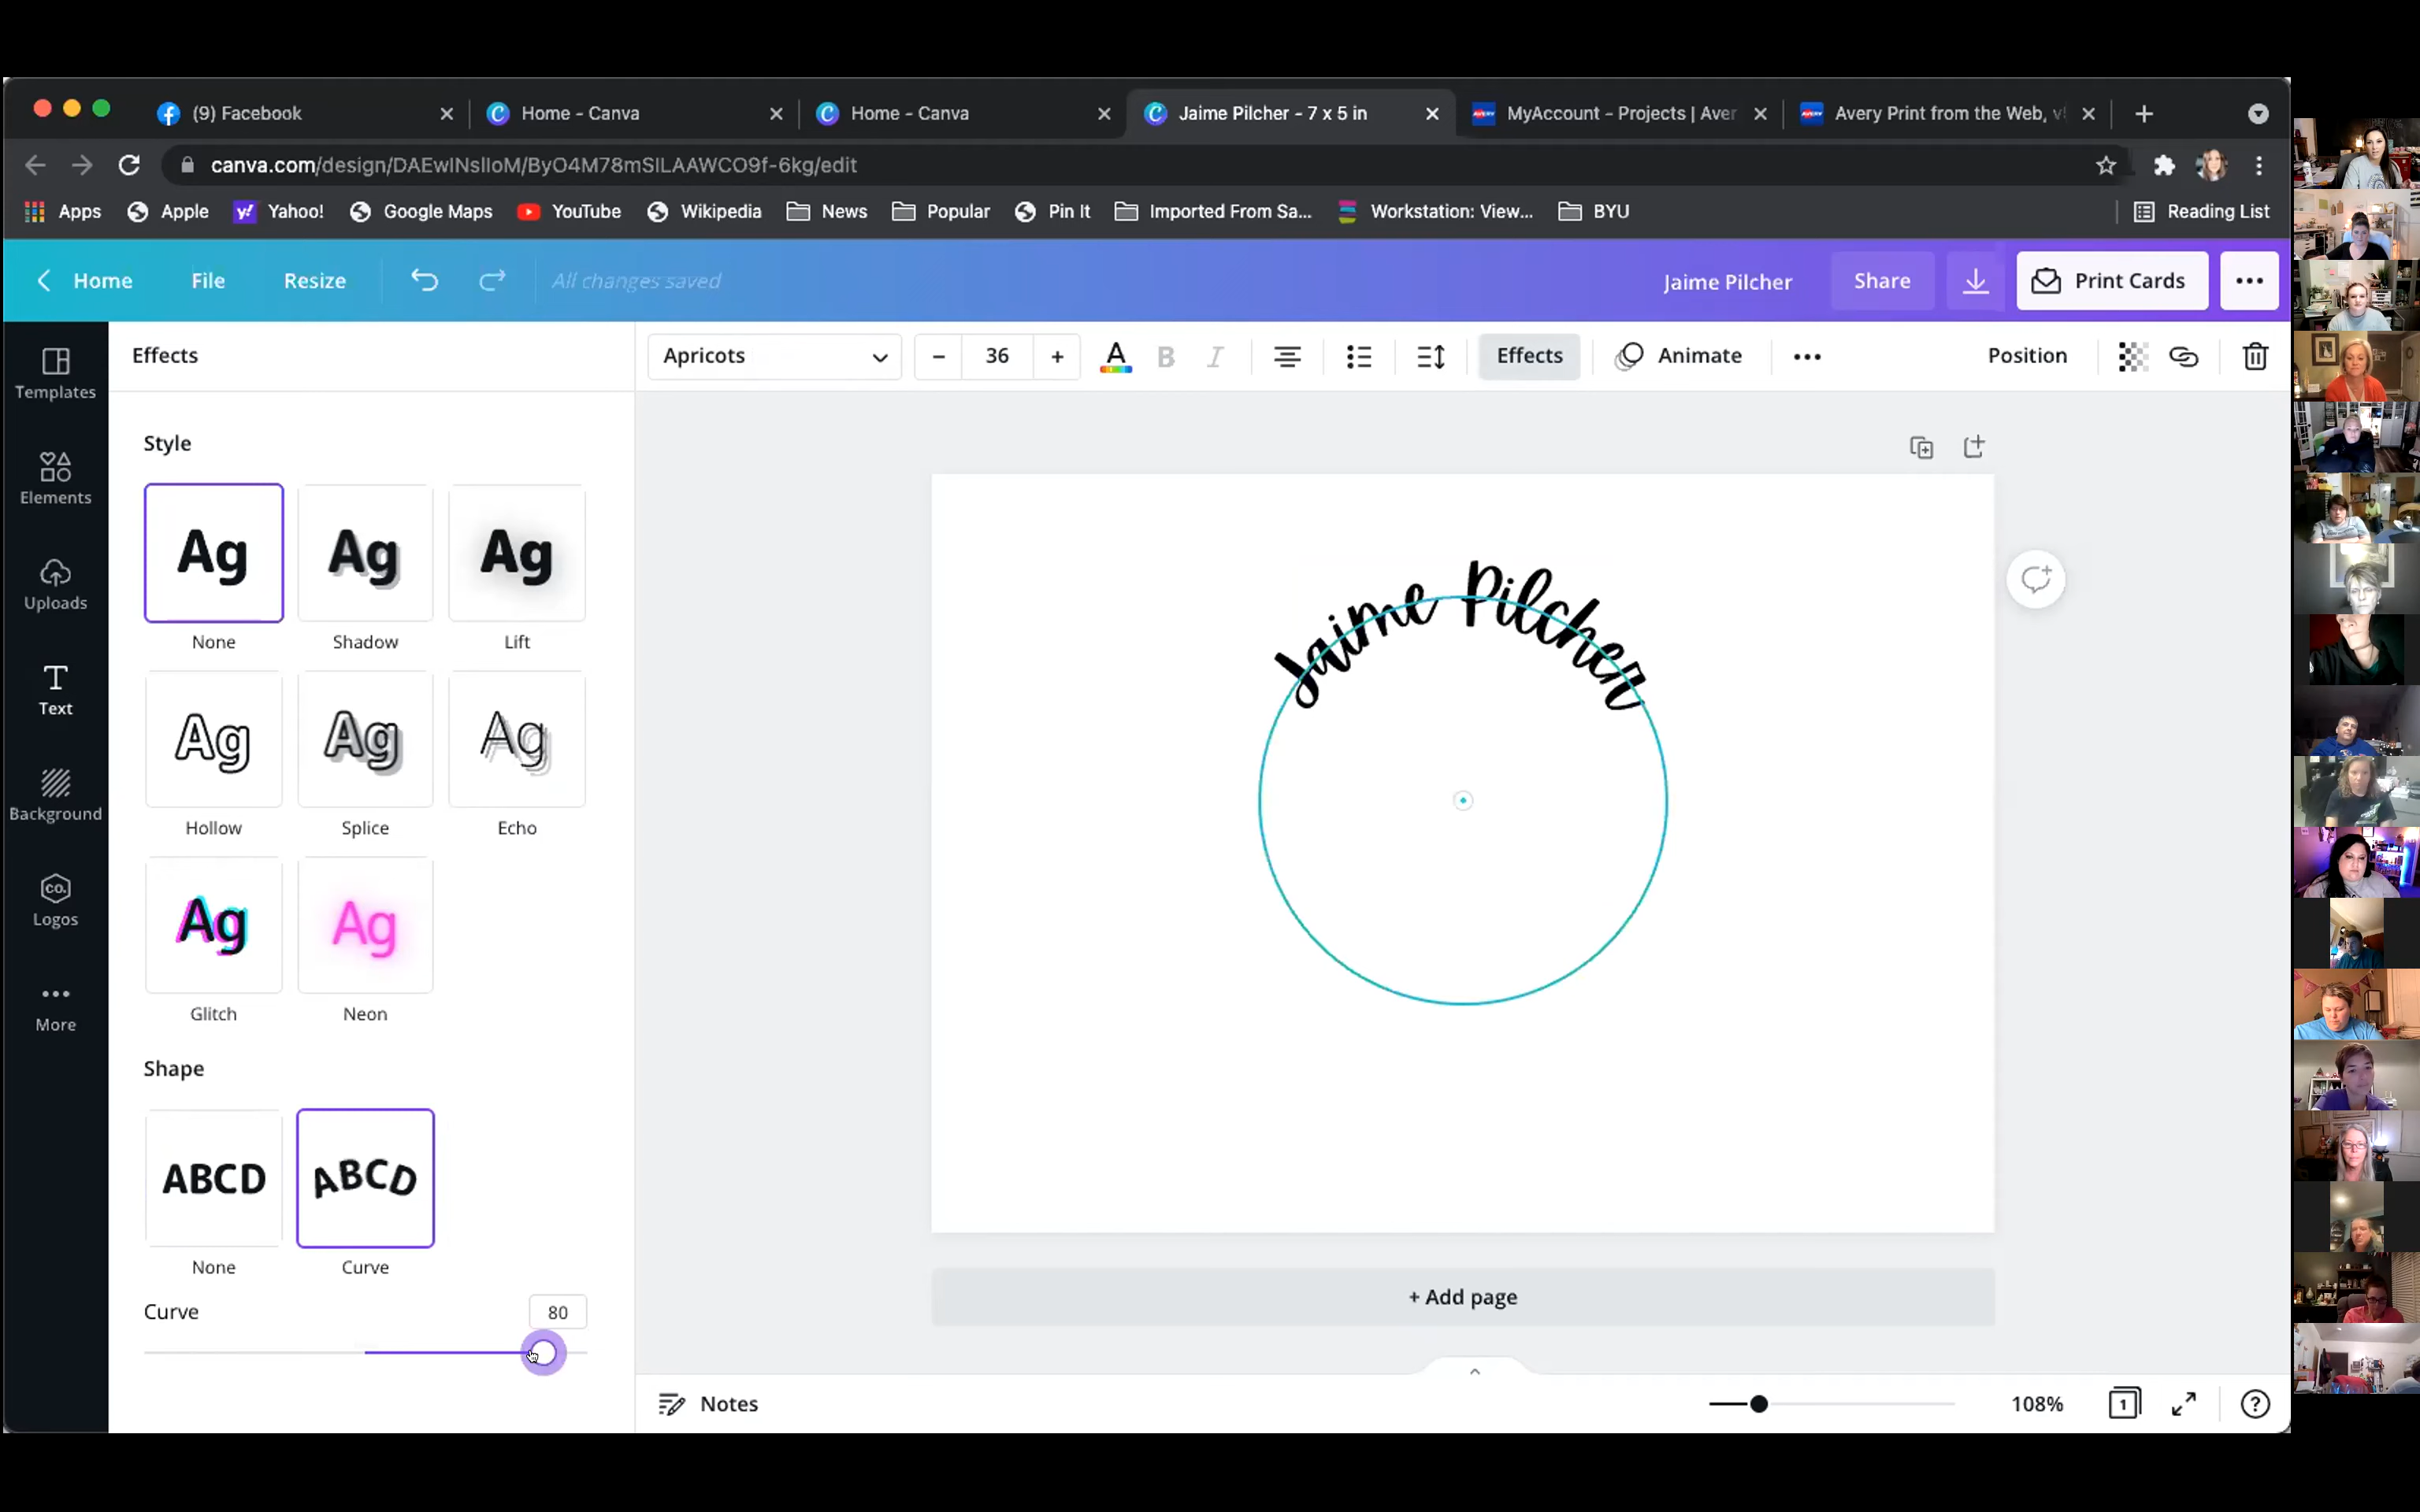 (9) Facebook
Home - Canva
Home - Canva
Jaime Pilcher - 7 x 5 in
MyAccount - Projects | Aver
Avery Print from the Web, v
canva.com/design/DAEwINsIIoM/ByO4M78mSILAAWCO9f-6kg/edit
Apps
Apple
Yahoo!
Google Maps
YouTube
Wikipedia
News
Popular
Pin It
Imported From Sa...
Workstation: View...
BYU
Reading List
Home
File
Resize
All changes saved
Jaime Pilcher
Share
Print Cards
Effects
Apricots
36
A
B
I
Effects
Animate
Position
Templates
Elements
Uploads
Text
Background
CO.
Logos
More
Style
Ag
Ag
Ag
None
Shadow
Lift
Ag
Ag
Ag
Hollow
Splice
Echo
Ag
Ag
Glitch
Neon
Shape
ABCD
ABCD
None
Curve
Curve
80
Jaime Pilcher
+ Add page
Notes
108%
1
?